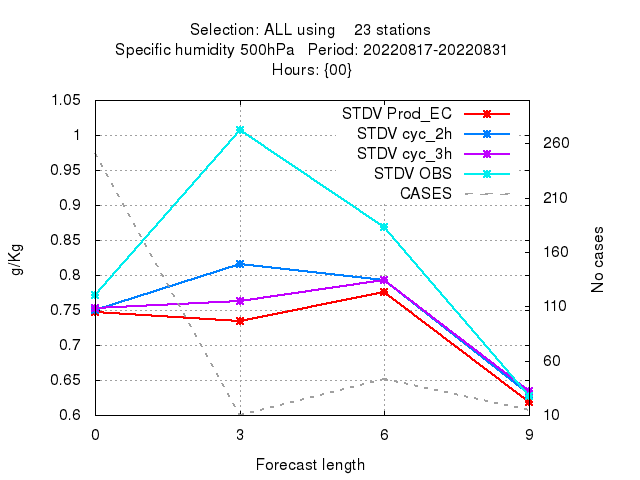 Selection: ALL using 23 stations
Specific humidity 500hPa Period: 20220817-20220831
Hours: {00}
STDV Prod_EC
STDV cyc_2h
STDV cyc_3h
STDV OBS
CASES
1.05
1
0.95
0.9
0.85
0.8
0.75
0.7
0.65
0.6
g/Kg
260
210
160
110
60
10
No cases
0 3 6 9
Forecast length